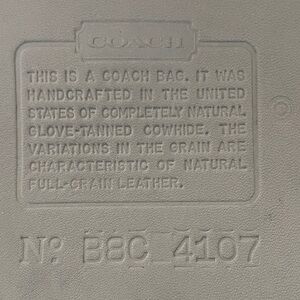 COACH
THIS IS A COACH BAG. IT WAS
HANDCRAFTED IN THE UNITED
STATES OF COMPLETELY NATURAL
GLOVE-TANNED COWHIDE. THE
VARIATIONS IN THE GRAIN ARE
CHARACTERISTIC OF NATURAL
FULL-GRAIN LEATHER.
Nº B8C 4107